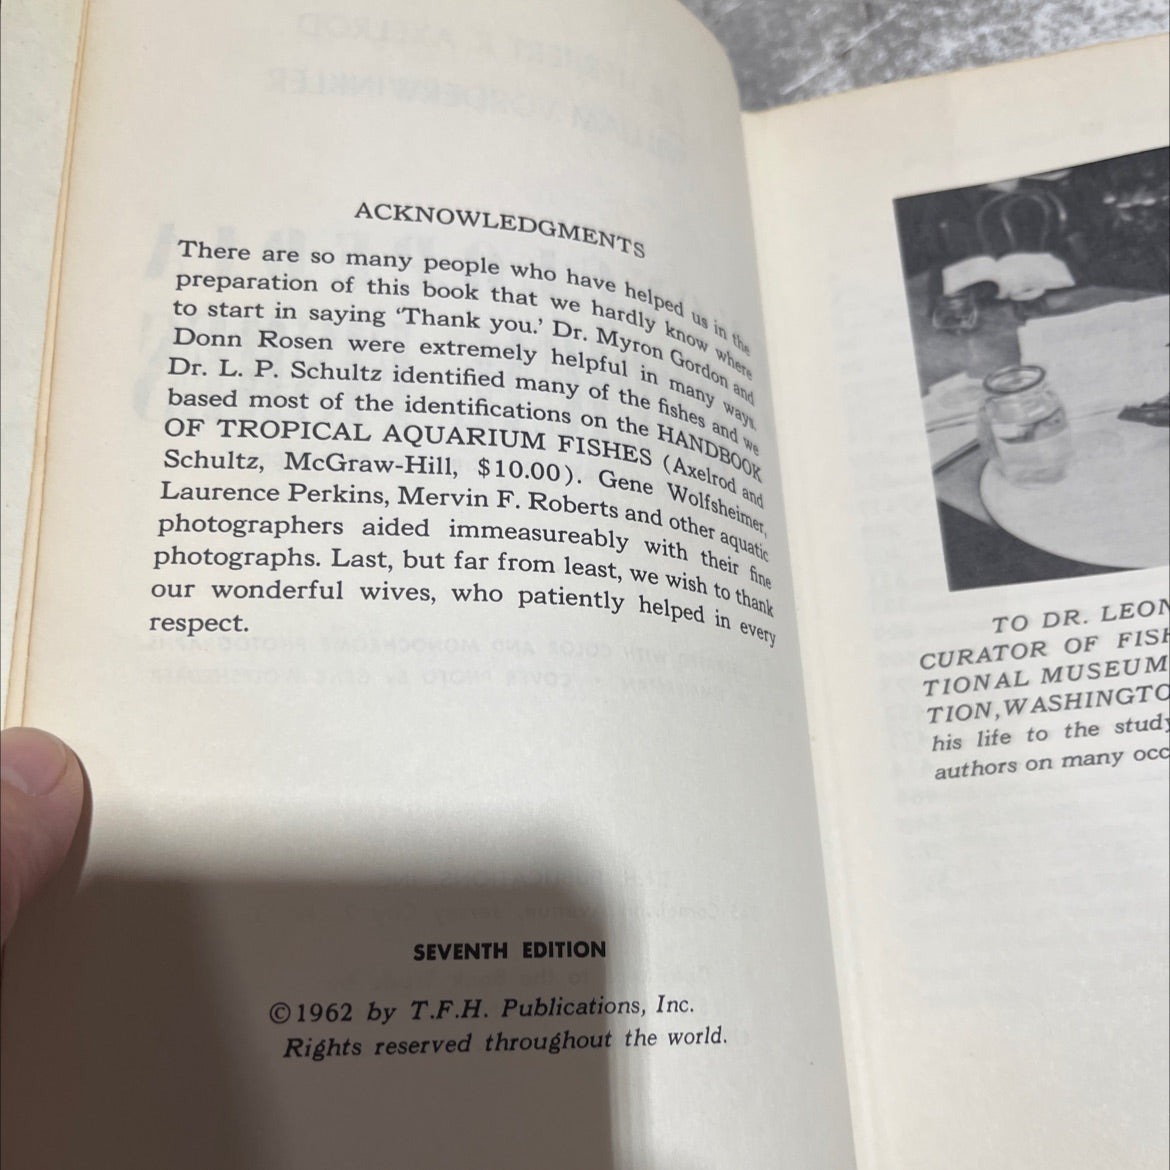 ACKNOWLEDGMENTS
There are so many people who have helped us in the
preparation of this book that we hardly know where
to start in saying ‘Thank you.’ Dr. Myron Gordon and
Donn Rosen were extremely helpful in many ways.
Dr. L. P. Schultz identified many of the fishes and we
based most of the identifications on the HANDBOOK
OF TROPICAL AQUARIUM FISHES (Axelrod and
Schultz, McGraw-Hill, $10.00). Gene Wolfsheimer,
Laurence Perkins, Mervin F. Roberts and other aquatic
photographers aided immeasureably with their fine
photographs. Last, but far from least, we wish to thank
our wonderful wives, who patiently helped in every
respect.
SEVENTH EDITION
©1962 by T.F.H. Publications, Inc.
Rights reserved throughout the world.
TO DR. LEON
CURATOR OF FISH
TIONAL MUSEUM
TION, WASHINGTO
his life to the study
authors on many occ